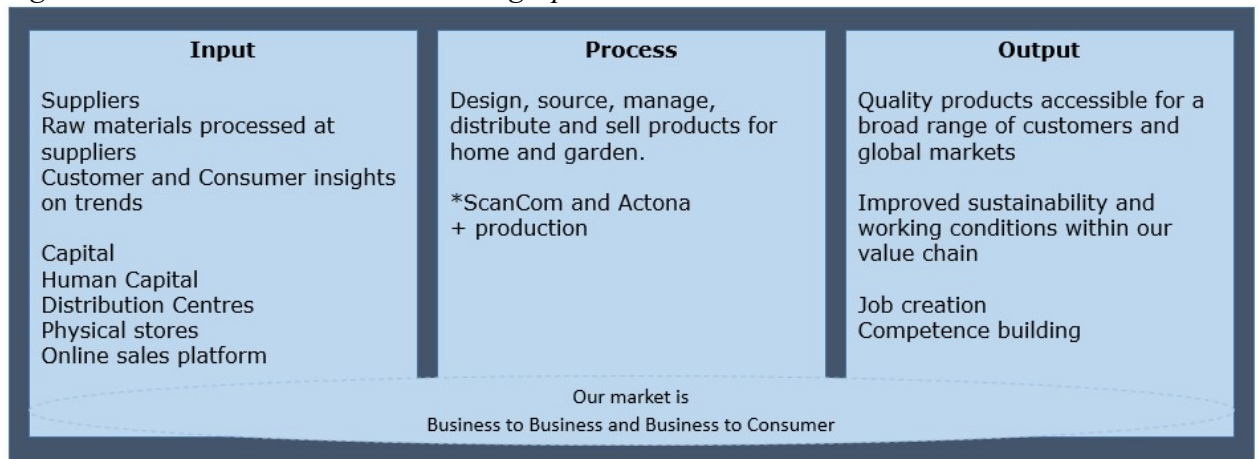 Input
Suppliers
Raw materials processed at
suppliers
Customer and Consumer insights
on trends
Capital
Human Capital
Distribution Centres
Physical stores
Online sales platform
Process
Design, source, manage,
distribute and sell products for
home and garden.
*ScanCom and Actona
+ production
Output
Quality products accessible for a
broad range of customers and
global markets
Improved sustainability and
working conditions within our
value chain
Job creation
Competence building
Our market is
Business to Business and Business to Consumer